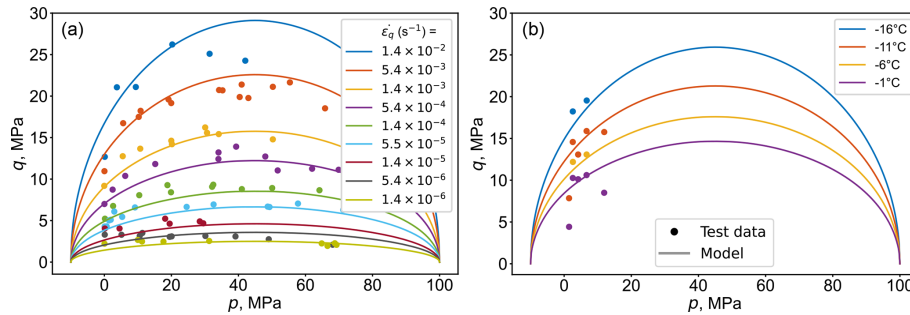 (a)
ε̇q (s⁻¹) =
1.4 × 10⁻²
5.4 × 10⁻³
1.4 × 10⁻³
5.4 × 10⁻⁴
1.4 × 10⁻⁴
5.5 × 10⁻⁵
1.4 × 10⁻⁵
5.4 × 10⁻⁶
1.4 × 10⁻⁶
30
25
20
15
10
5
0
q, MPa
0 20 40 60 80 100
p, MPa
(b)
-16°C
-11°C
-6°C
-1°C
Test data
Model
30
25
20
15
10
5
0
q, MPa
0 20 40 60 80 100
p, MPa